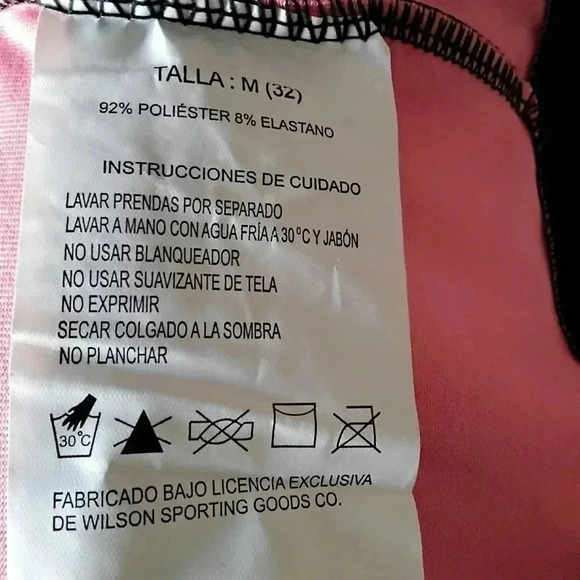 TALLA : M (32)
92% POLIÉSTER 8% ELASTANO
INSTRUCCIONES DE CUIDADO
LAVAR PRENDAS POR SEPARADO
LAVAR A MANO CON AGUA FRÍA A 30 ºC Y JABÓN
NO USAR BLANQUEADOR
NO USAR SUAVIZANTE DE TELA
NO EXPRIMIR
SECAR COLGADO A LA SOMBRA
NO PLANCHAR
30 ºC
FABRICADO BAJO LICENCIA EXCLUSIVA
DE WILSON SPORTING GOODS CO.